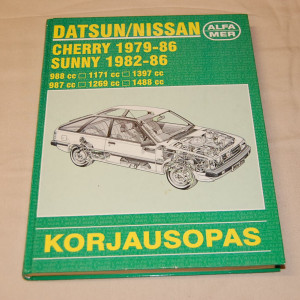 DATSUN/NISSAN
ALFA
MER
CHERRY 1979-86
SUNNY 1982-86
988 cc □ 1171 cc □ 1397 cc
987 cc □ 1269 cc □ 1488 cc
KORJAUSOPAS